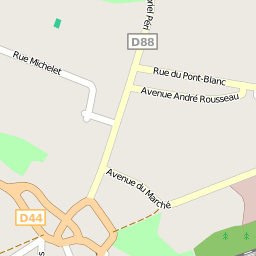 D88
Rue Michelet
Rue du Pont-Blanc
Avenue André Rousseau
Avenue du Marché
D44